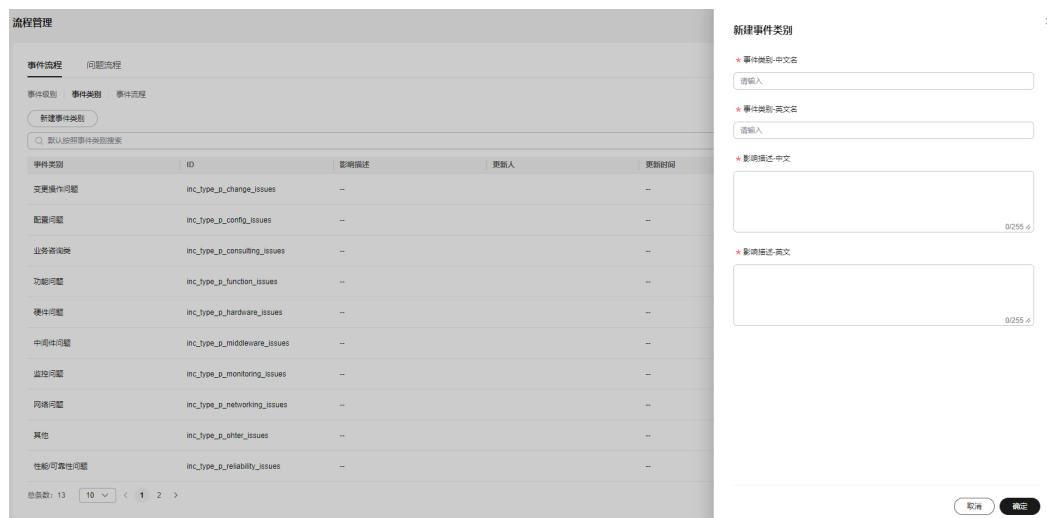 流程管理
事件流程 问题流程
事件级别 事件类别 事件流程
新建事件类别
默认按照事件类别搜索
事件类别 ID 影响描述 更新人 更新时间
变更操作问题 inc_type_p_change_issues -- --
配置问题 inc_type_p_config_issues -- --
业务咨询类 inc_type_p_consulting_issues -- --
功能问题 inc_type_p_function_issues -- --
硬件问题 inc_type_p_hardware_issues -- --
中间件问题 inc_type_p_middleware_issues -- --
监控问题 inc_type_p_monitoring_issues -- --
网络问题 inc_type_p_networking_issues -- --
其他 inc_type_p_ohter_issues -- --
性能/可靠性问题 inc_type_p_reliability_issues -- --
总条数: 13 10 < 1 2 >
新建事件类别
* 事件类别-中文名
请输入
* 事件类别-英文名
请输入
* 影响描述-中文
0/255
* 影响描述-英文
0/255
取消 确定